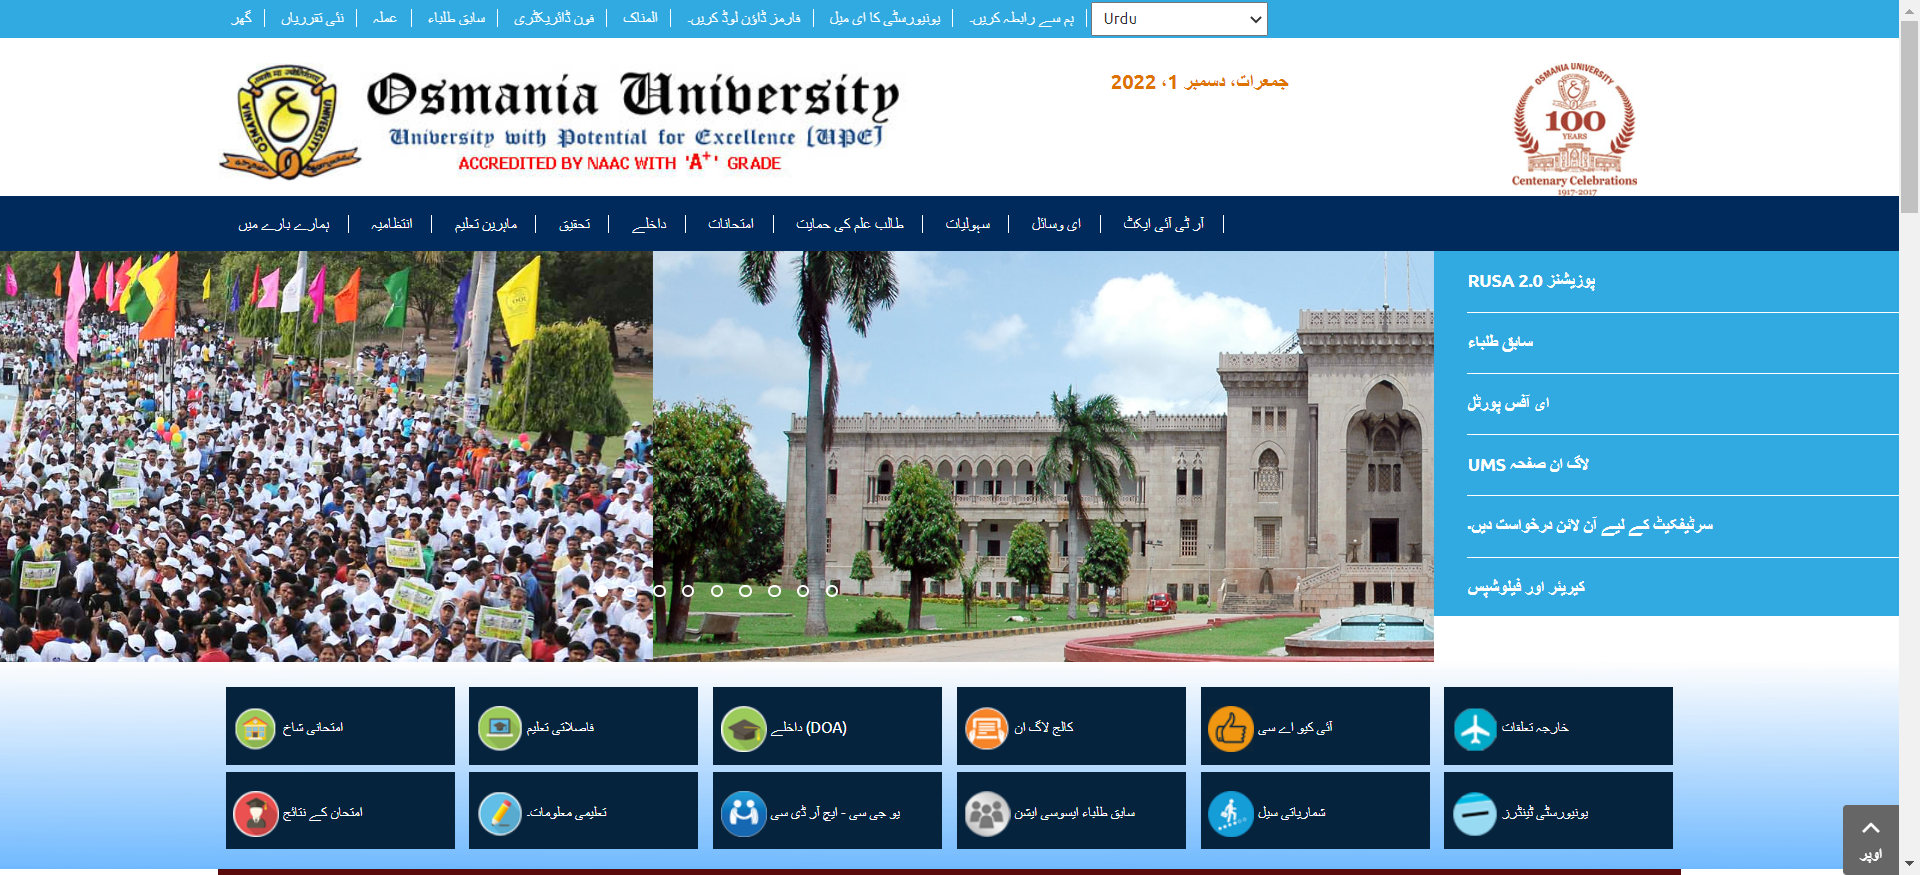 گھر
نئی تقرریاں
عملہ
سابق طلباء
فون ڈائریکٹری
المناک
فارمز ڈاؤن لوڈ کریں۔
یونیورسٹی کا ای میل
ہم سے رابطہ کریں۔
Urdu
Osmania University
University with Potential for Excellence [UPE]
ACCREDITED BY NAAC WITH 'A+' GRADE
جمعرات، دسمبر 1، 2022
OSMANIA UNIVERSITY
100
YEARS
Centenary Celebrations
1917-2017
ہمارے بارے میں
انتظامیہ
ماہرین تعلیم
تحقیق
داخلے
امتحانات
طالب علم کی حمایت
سہولیات
ای وسائل
آر ٹی آئی ایکٹ
RUSA 2.0 پوزیشنز
سابق طلباء
ای آفس پورٹل
UMS لاگ ان صفحہ
سرٹیفکیٹ کے لیے آن لائن درخواست دیں۔
کیریئر اور فیلوشپس
امتحانی شاخ
فاصلاتی تعلیم
داخلے (DOA)
کالج لاگ ان
آئی کیو اے سی
خارجہ تعلقات
امتحان کے نتائج
تعلیمی معلومات۔
یو جی سی - ایچ آر ڈی سی
سابق طلباء ایسوسی ایشن
شماریاتی سیل
یونیورسٹی ٹینڈرز
اوپر